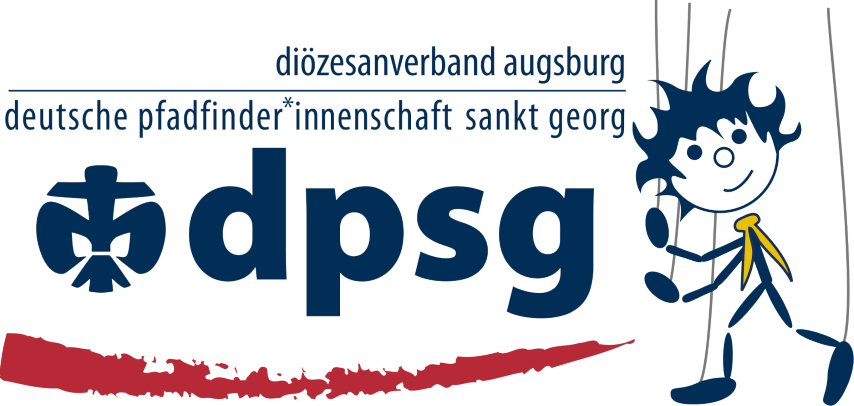 diözesanverband augsburg
deutsche pfadfinder*innenschaft sankt georg
dpsg